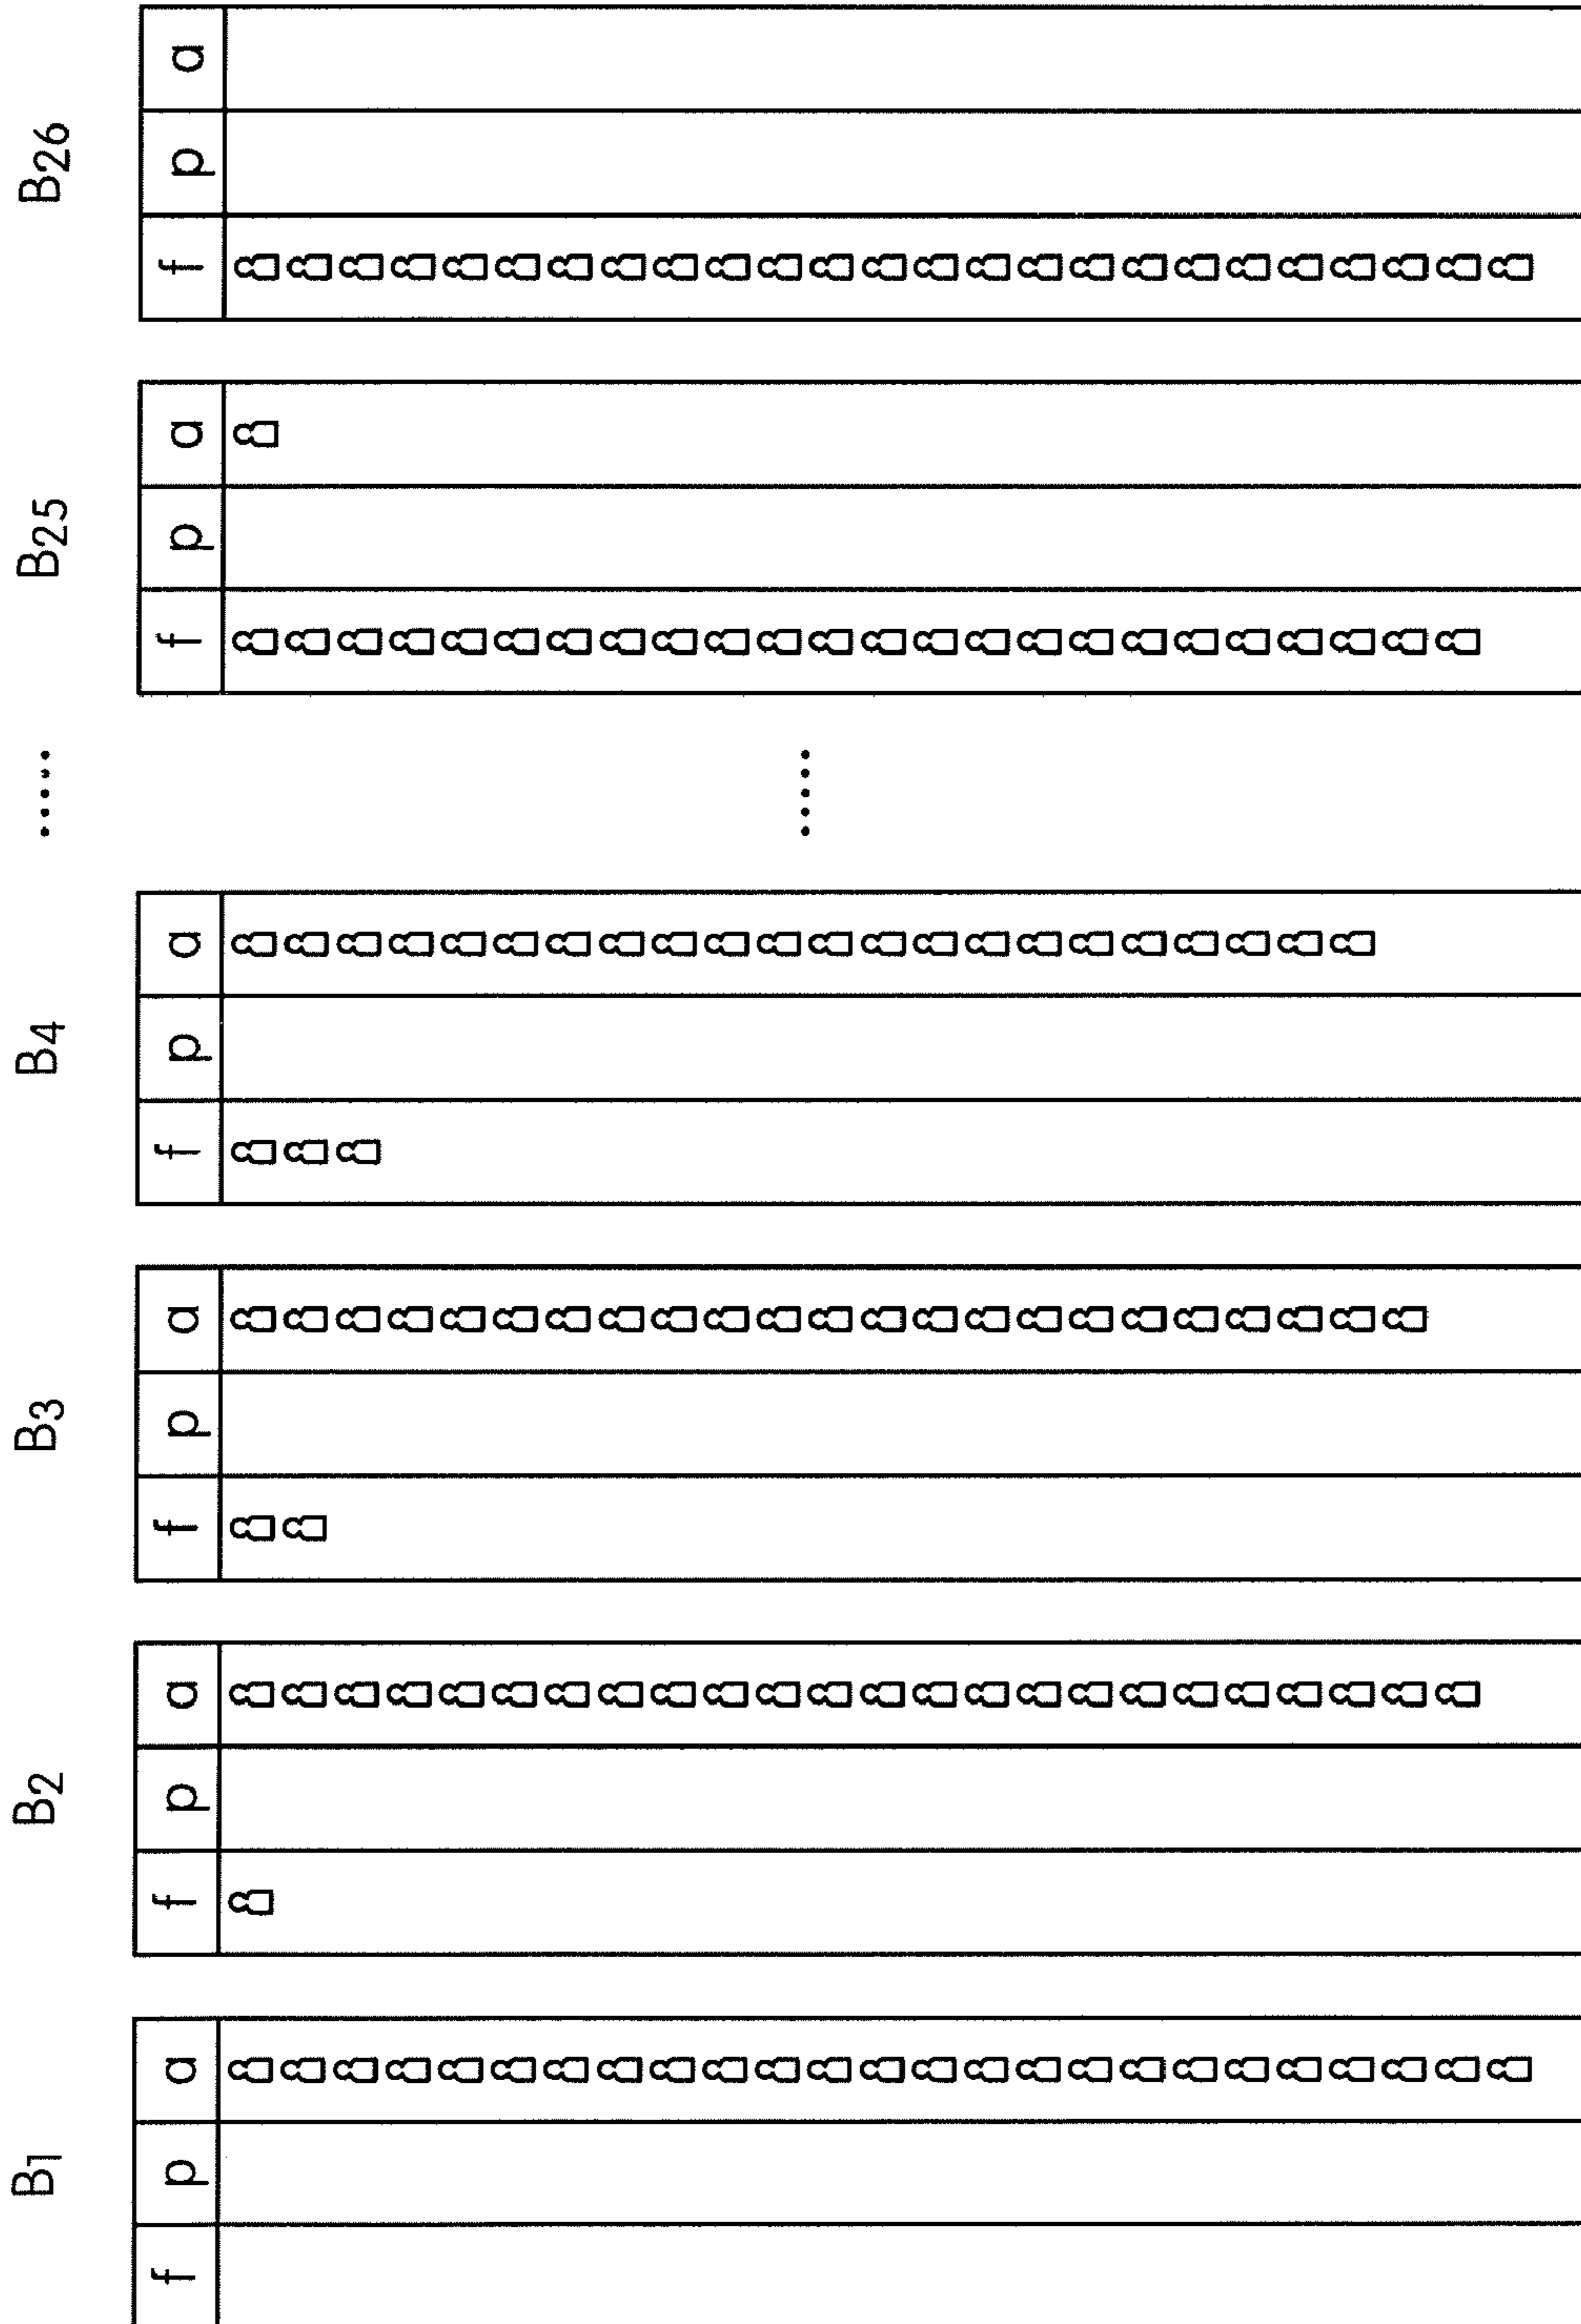 B1 B2 B3 B4 ..... B25 B26
f p a f p a f p a f p a f p a f p a
.....